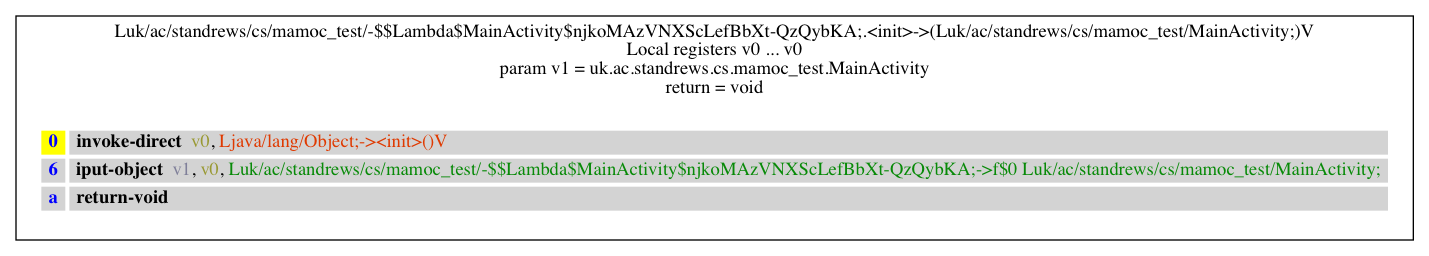 Luk/ac/standrews/cs/mamoc_test/-$$Lambda$MainActivity$njkoMAzVNXScLefBbXt-QzQybKA;.<init>->(Luk/ac/standrews/cs/mamoc_test/MainActivity;)V
Local registers v0 ... v0
param v1 = uk.ac.standrews.cs.mamoc_test.MainActivity
return = void
0 invoke-direct v0, Ljava/lang/Object;-><init>()V
6 iput-object v1, v0, Luk/ac/standrews/cs/mamoc_test/-$$Lambda$MainActivity$njkoMAzVNXScLefBbXt-QzQybKA;->f$0 Luk/ac/standrews/cs/mamoc_test/MainActivity;
a return-void